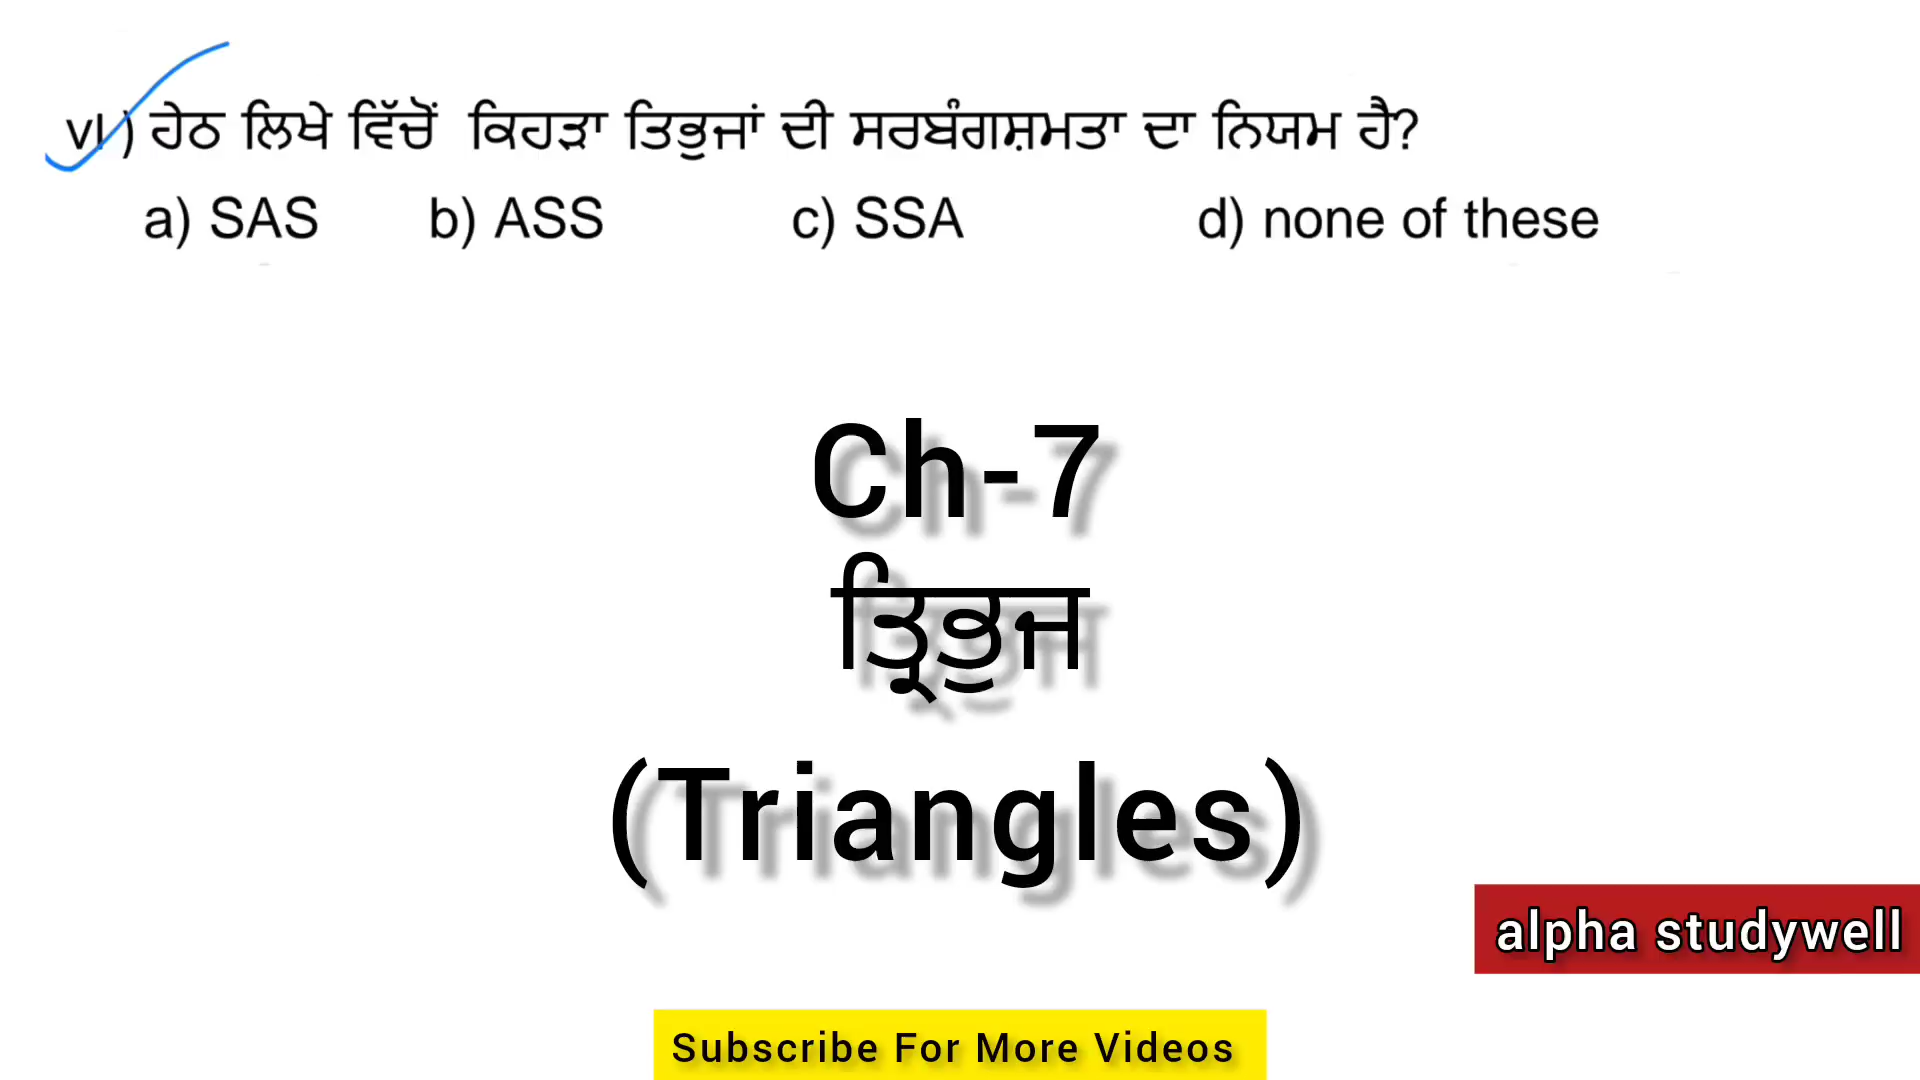 vI ) ਹੇਠ ਲਿਖੇ ਵਿੱਚੋਂ ਕਿਹੜਾ ਤਿਭੁਜਾਂ ਦੀ ਸਰਬੰਗਸ਼ਮਤਾ ਦਾ ਨਿਯਮ ਹੈ?
a) SAS b) ASS c) SSA d) none of these
Ch-7
ਤ੍ਰਿਭੁਜ
(Triangles)
alpha studywell
Subscribe For More Videos